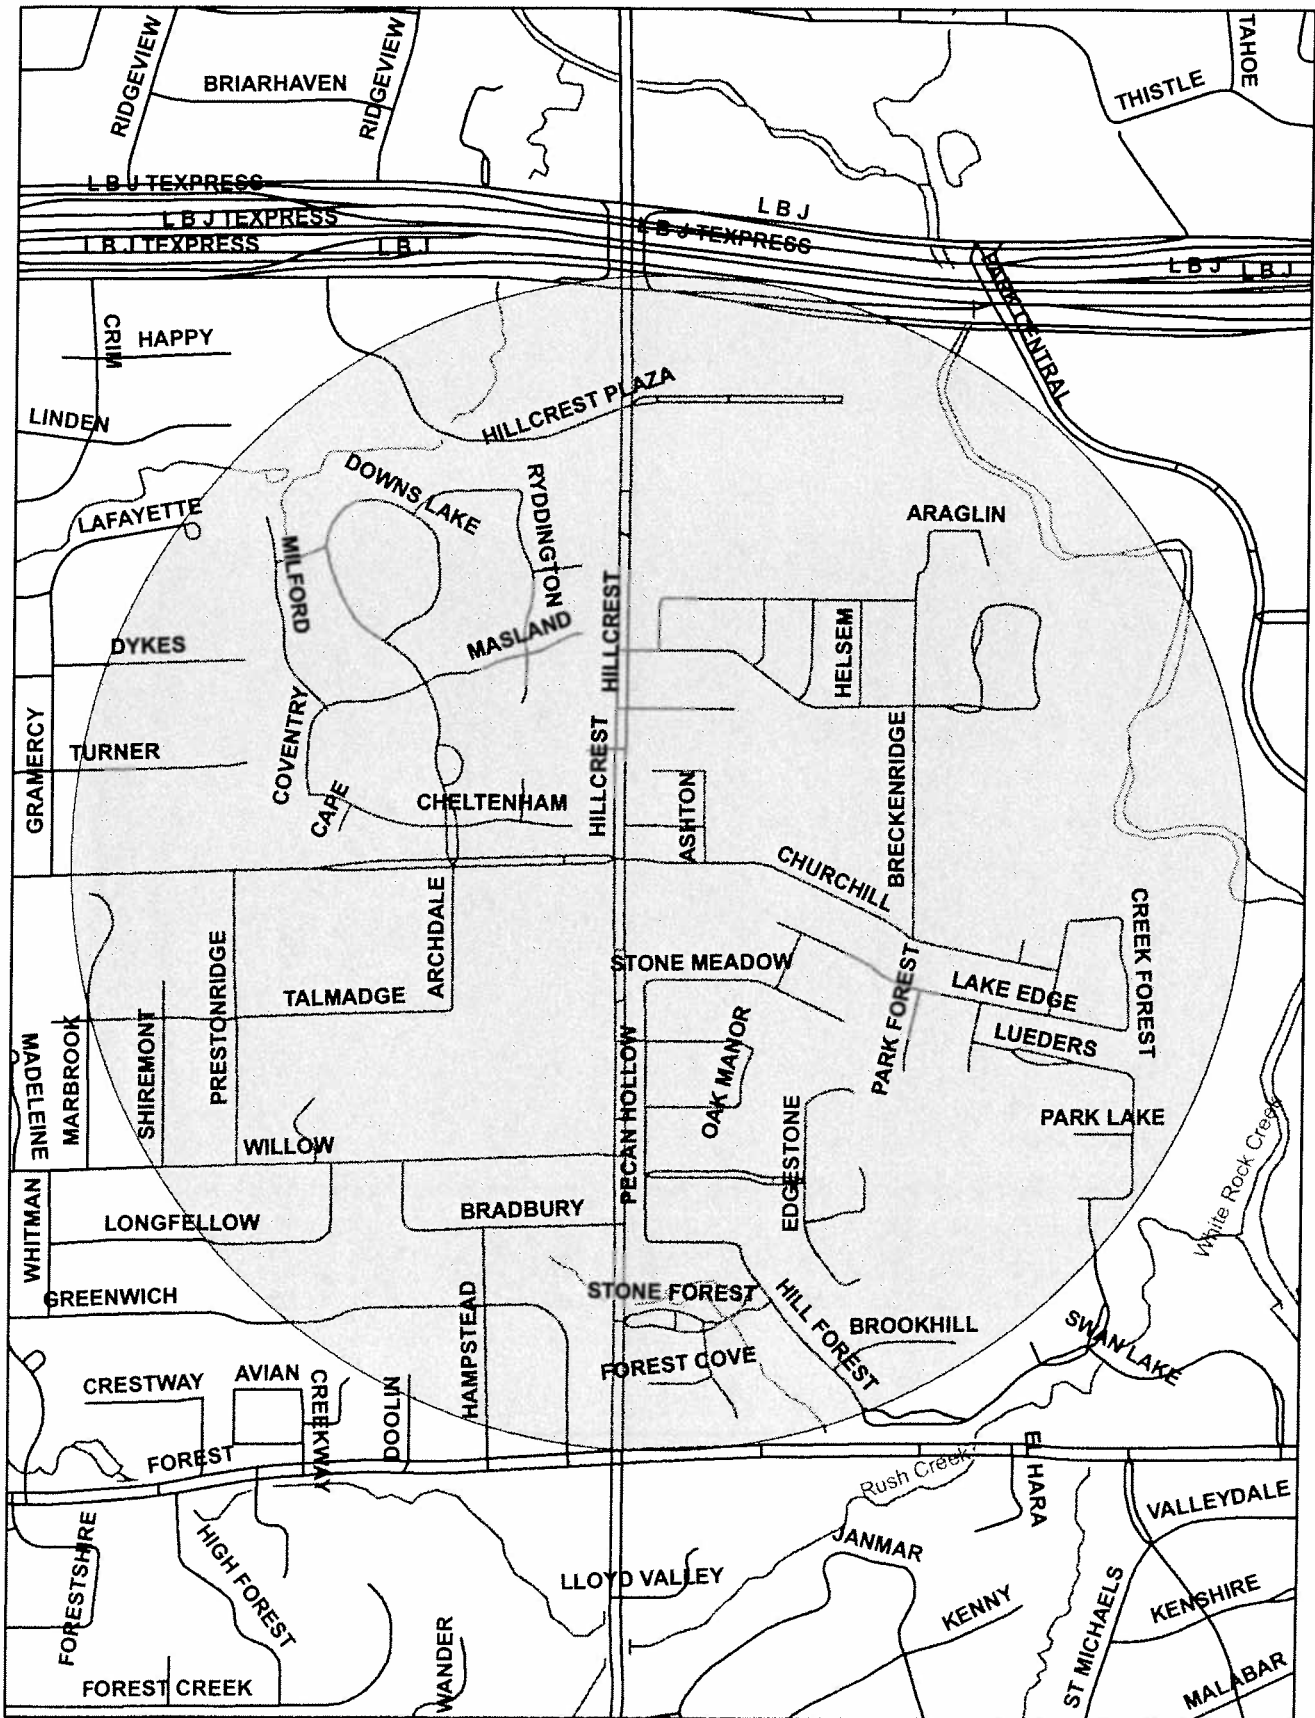 RIDGEVIEW
BRIARHAVEN
RIDGEVIEW
TAHOE
THISTLE
L B J TEXPRESS
L B J TEXPRESS
L B J TEXPRESS
L B J
L B J
L B J TEXPRESS
L B J
L B J
PARK CENTRAL
CRIM
HAPPY
LINDEN
HILLCREST PLAZA
DOWNS LAKE
RYDDINGTON
LAFAYETTE
MILFORD
ARAGLIN
HILLCREST
MASLAND
DYKES
HELSEM
COVENTRY
GRAMERCY
TURNER
CAPE
CHELTENHAM
HILLCREST
ASHTON
BRECKENRIDGE
CHURCHILL
ARCHDALE
CREEK FOREST
PRESTONRIDGE
TALMADGE
STONE MEADOW
PARK FOREST
LAKE EDGE
LUEDERS
MADELEINE
MARBROOK
SHIREMONT
PECAN HOLLOW
OAK MANOR
EDGESTONE
PARK LAKE
WILLOW
WHITMAN
LONGFELLOW
BRADBURY
White Rock Creek
GREENWICH
HAMPSTEAD
STONE FOREST
HILL FOREST
BROOKHILL
SWAN LAKE
FOREST COVE
CRESTWAY
AVIAN
CREEKWAY
DOOLIN
FOREST
Rush Creek
EL HARA
VALLEYDALE
FORESTSHIRE
HIGH FOREST
JANMAR
LLOYD VALLEY
KENNY
ST MICHAELS
KENSHIRE
WANDER
FOREST CREEK
MALABAR